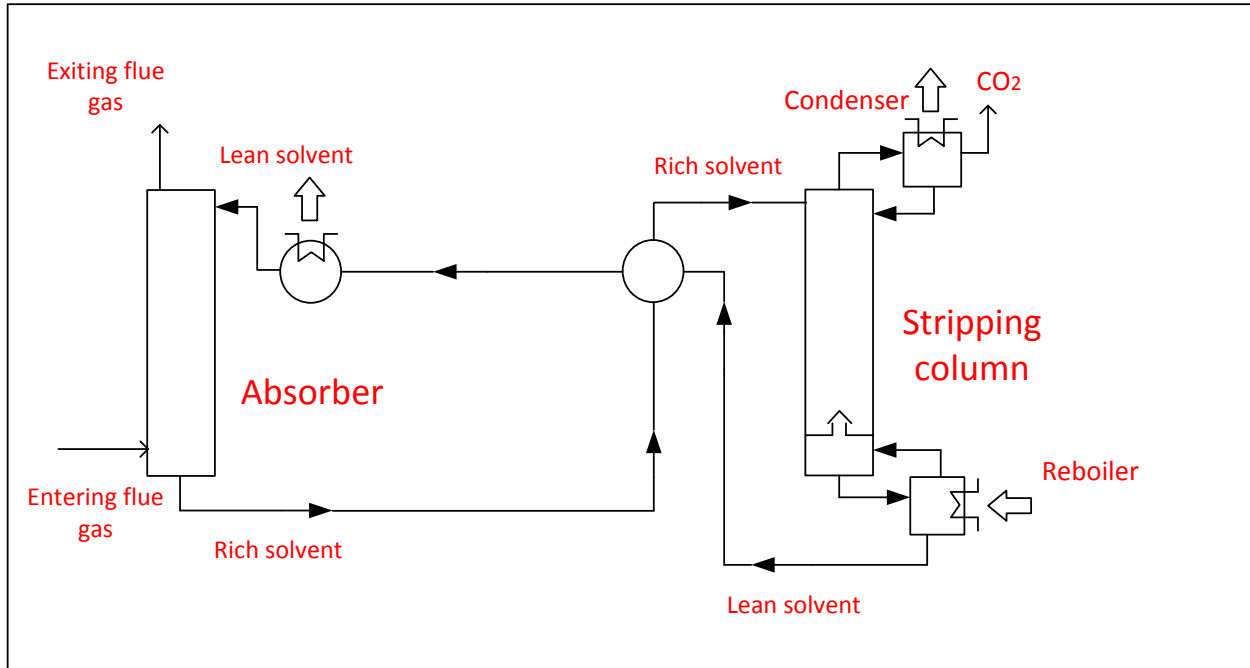 Exiting flue
gas
Lean solvent
Rich solvent
Condenser
CO2
Absorber
Stripping
column
Entering flue
gas
Rich solvent
Reboiler
Lean solvent